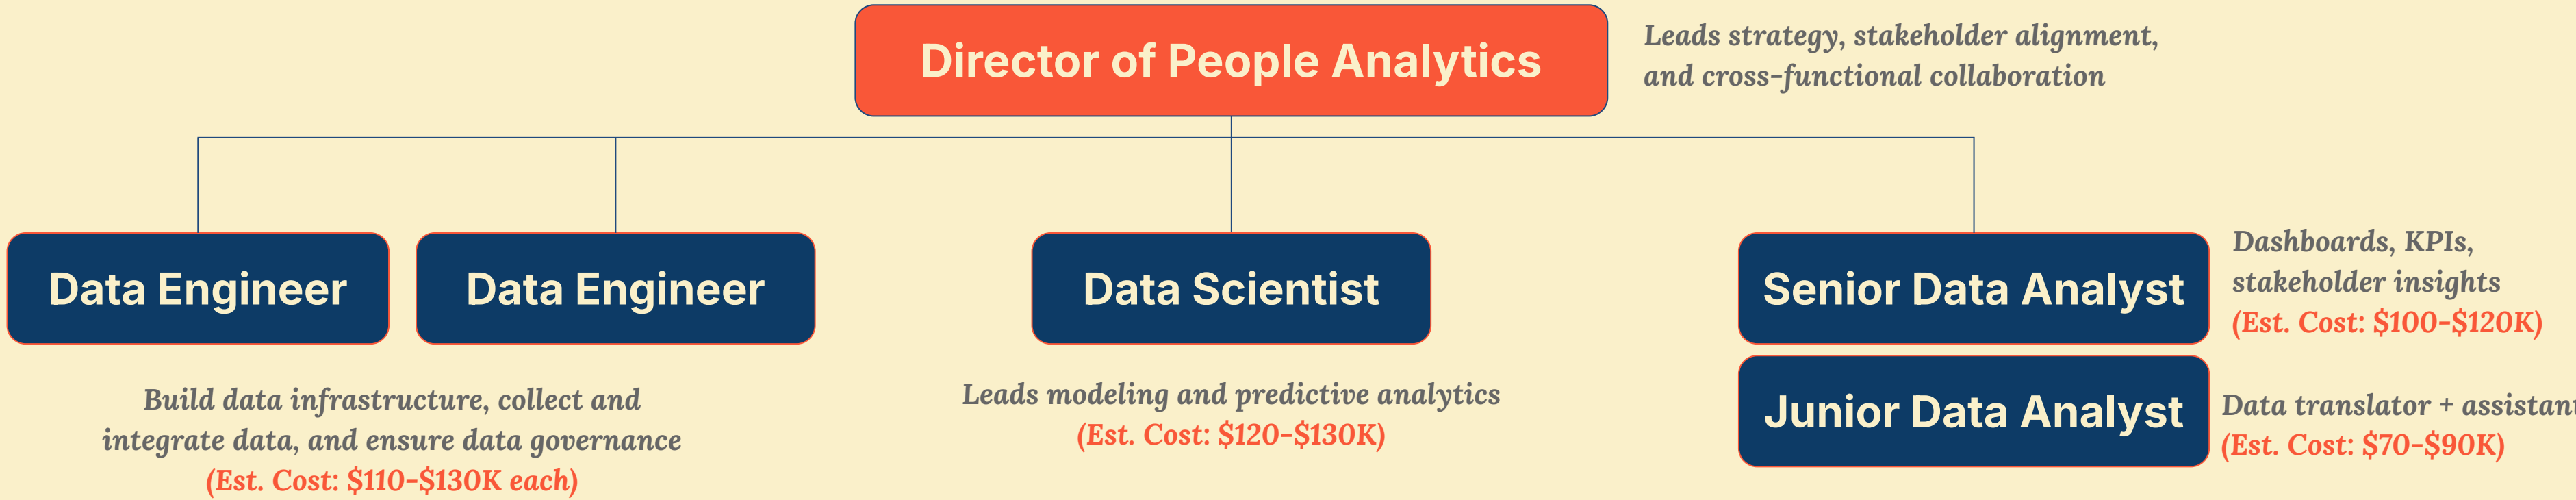 Director of People Analytics
Leads strategy, stakeholder alignment,
and cross-functional collaboration
Data Engineer
Data Engineer
Build data infrastructure, collect and
integrate data, and ensure data governance
(Est. Cost: $110-$130K each)
Data Scientist
Leads modeling and predictive analytics
(Est. Cost: $120-$130K)
Senior Data Analyst
Dashboards, KPIs,
stakeholder insights
(Est. Cost: $100-$120K)
Junior Data Analyst
Data translator + assistant
(Est. Cost: $70-$90K)